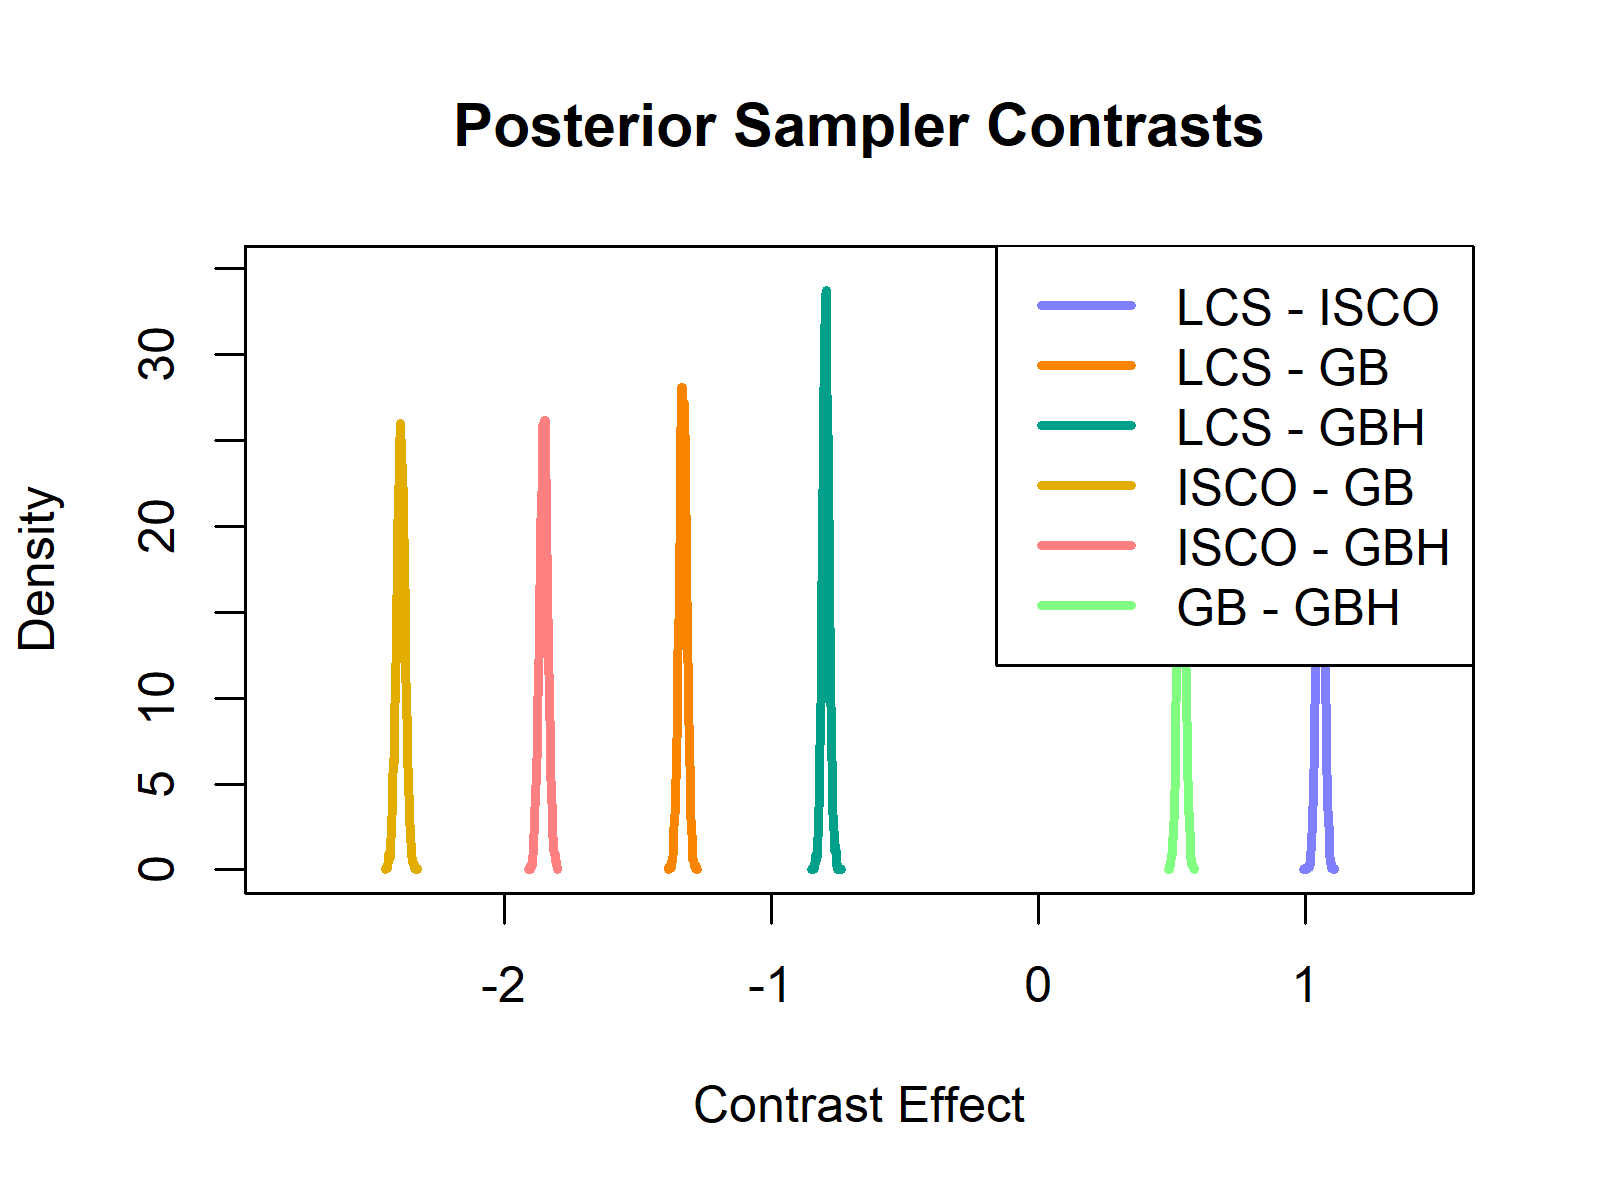 Posterior Sampler Contrasts
LCS - ISCO
LCS - GB
LCS - GBH
ISCO - GB
ISCO - GBH
GB - GBH
Density
30
20
10
5
0
-2 -1 0 1
Contrast Effect